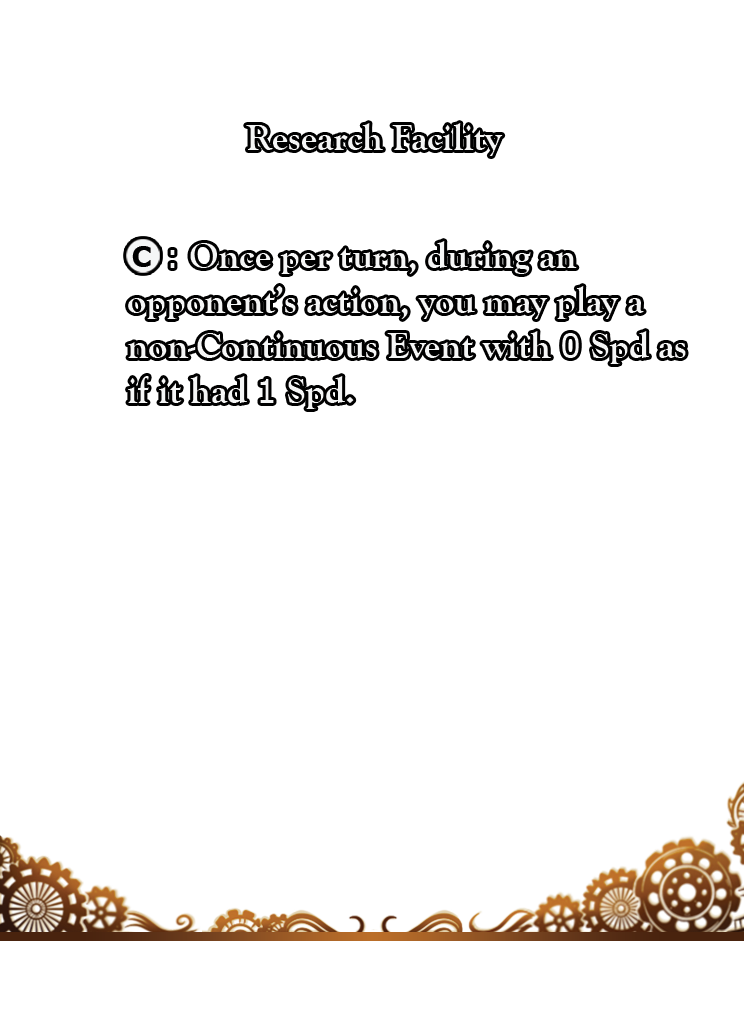 Research Facility
©: Once per turn, during an
opponent’s action, you may play a
non-Continuous Event with 0 Spd as
if it had 1 Spd.